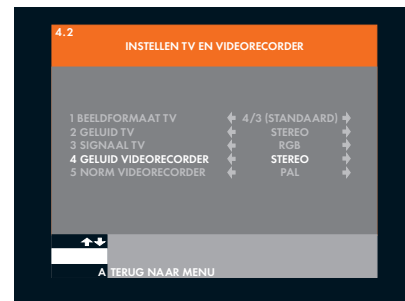 4.2
INSTELLEN TV EN VIDEORECORDER
1 BEELDFORMAAT TV 4/3 (STANDAARD)
2 GELUID TV STEREO
3 SIGNAAL TV RGB
4 GELUID VIDEORECORDER STEREO
5 NORM VIDEORECORDER PAL
A TERUG NAAR MENU